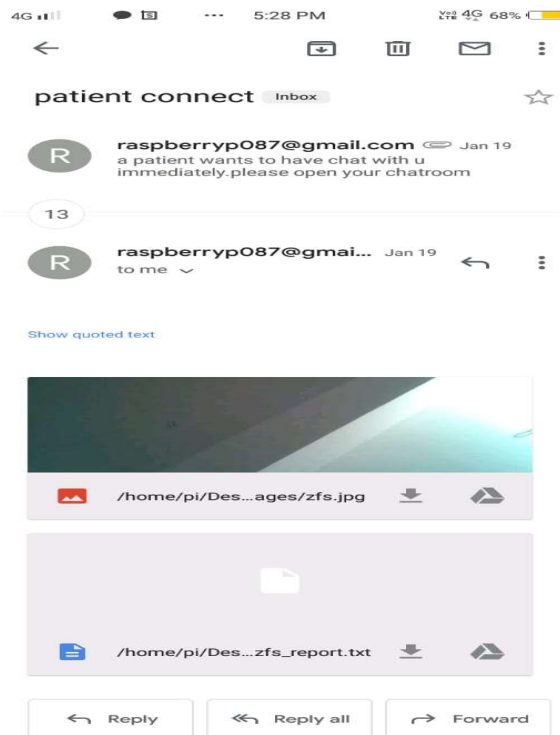 4G 5:28 PM Vo)) LTE 4G 68%
patient connect Inbox
R raspberryp087@gmail.com Jan 19
a patient wants to have chat with u
immediately.please open your chatroom
13
R raspberryp087@gmai... Jan 19
to me
Show quoted text
/home/pi/Des...ages/zfs.jpg
/home/pi/Des...zfs_report.txt
Reply Reply all Forward